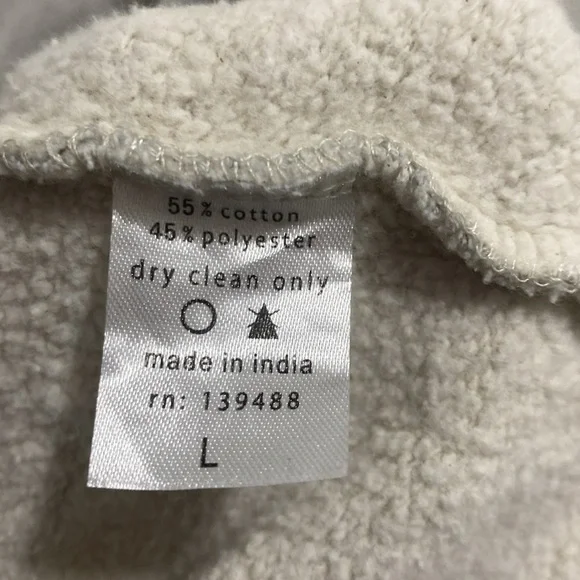 55% cotton
45% polyester
dry clean only
made in india
rn: 139488
L